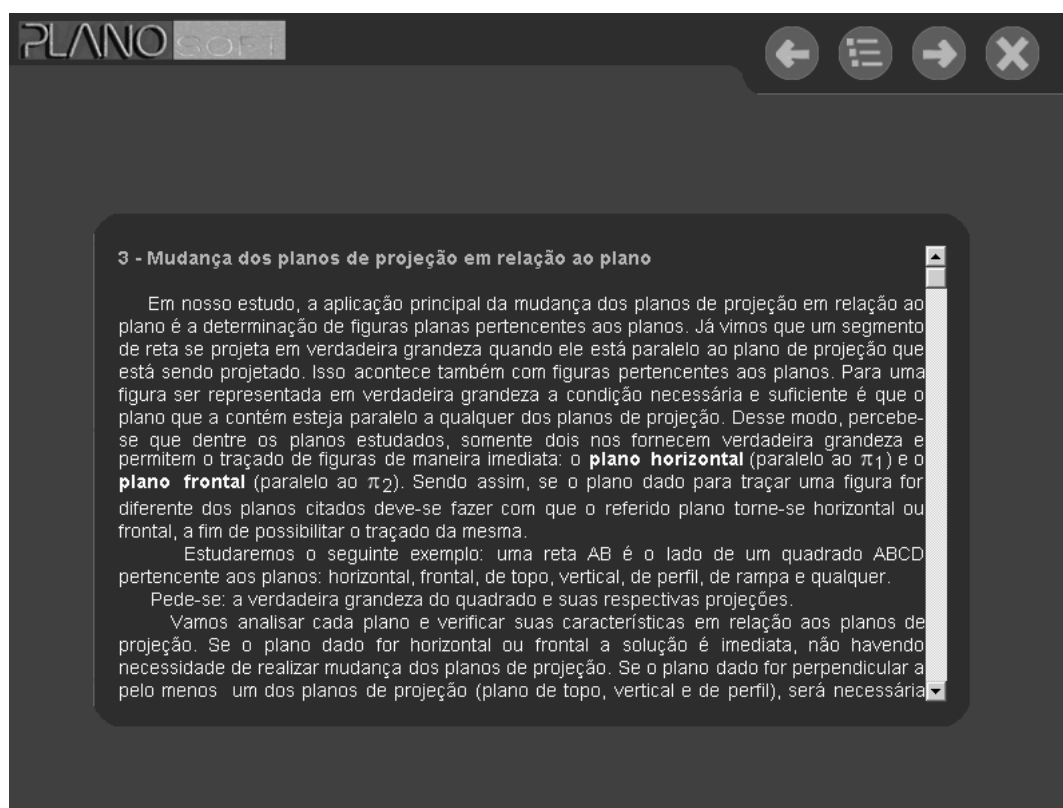 PLANO SOFT
3 - Mudança dos planos de projeção em relação ao plano
Em nosso estudo, a aplicação principal da mudança dos planos de projeção em relação ao
plano é a determinação de figuras planas pertencentes aos planos. Já vimos que um segmento
de reta se projeta em verdadeira grandeza quando ele está paralelo ao plano de projeção que
está sendo projetado. Isso acontece também com figuras pertencentes aos planos. Para uma
figura ser representada em verdadeira grandeza a condição necessária e suficiente é que o
plano que a contém esteja paralelo a qualquer dos planos de projeção. Desse modo, percebe-
se que dentre os planos estudados, somente dois nos fornecem verdadeira grandeza e
permitem o traçado de figuras de maneira imediata: o plano horizontal (paralelo ao π1) e o
plano frontal (paralelo ao π2). Sendo assim, se o plano dado para traçar uma figura for
diferente dos planos citados deve-se fazer com que o referido plano torne-se horizontal ou
frontal, a fim de possibilitar o traçado da mesma.
Estudaremos o seguinte exemplo: uma reta AB é o lado de um quadrado ABCD
pertencente aos planos: horizontal, frontal, de topo, vertical, de perfil, de rampa e qualquer.
Pede-se: a verdadeira grandeza do quadrado e suas respectivas projeções.
Vamos analisar cada plano e verificar suas características em relação aos planos de
projeção. Se o plano dado for horizontal ou frontal a solução é imediata, não havendo
necessidade de realizar mudança dos planos de projeção. Se o plano dado for perpendicular a
pelo menos um dos planos de projeção (plano de topo, vertical e de perfil), será necessária